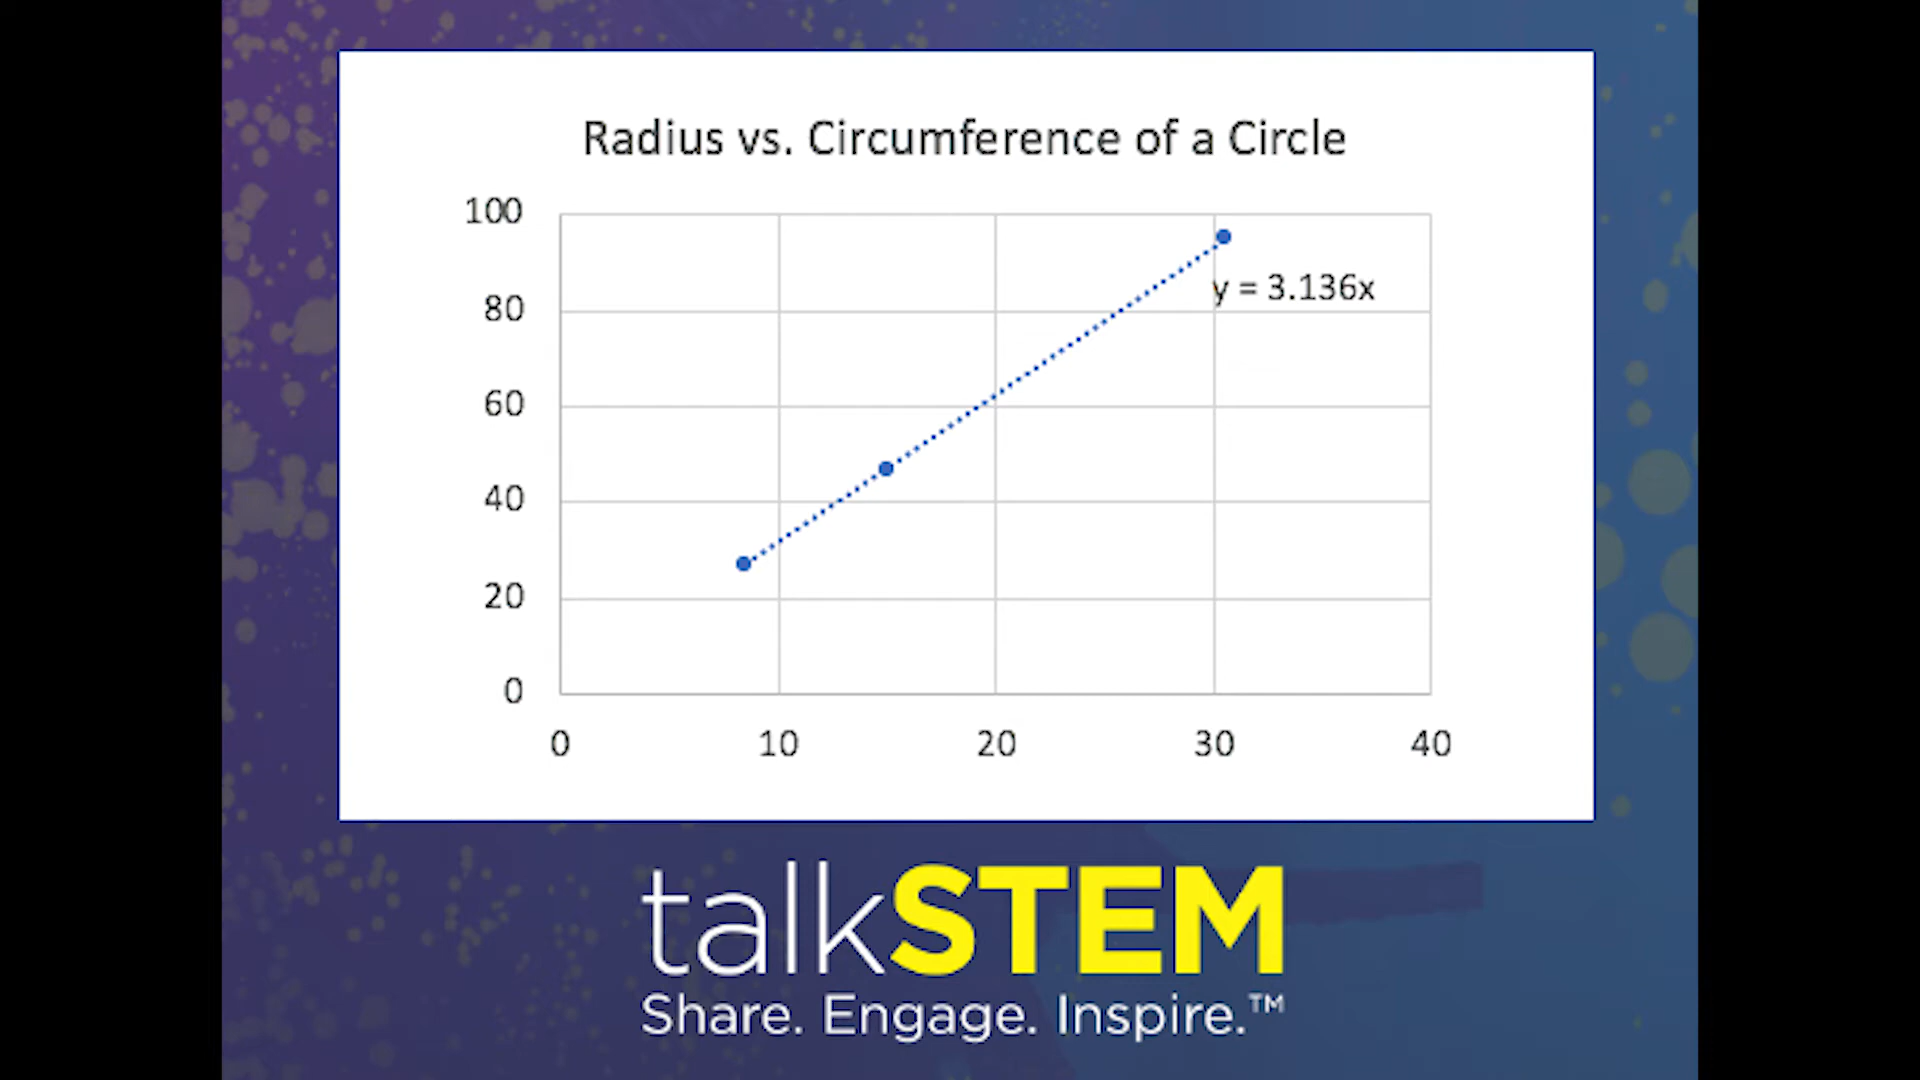 Radius vs. Circumference of a Circle
100
80
60
40
20
0
y = 3.136x
0 10 20 30 40
talkSTEM
Share. Engage. Inspire.™